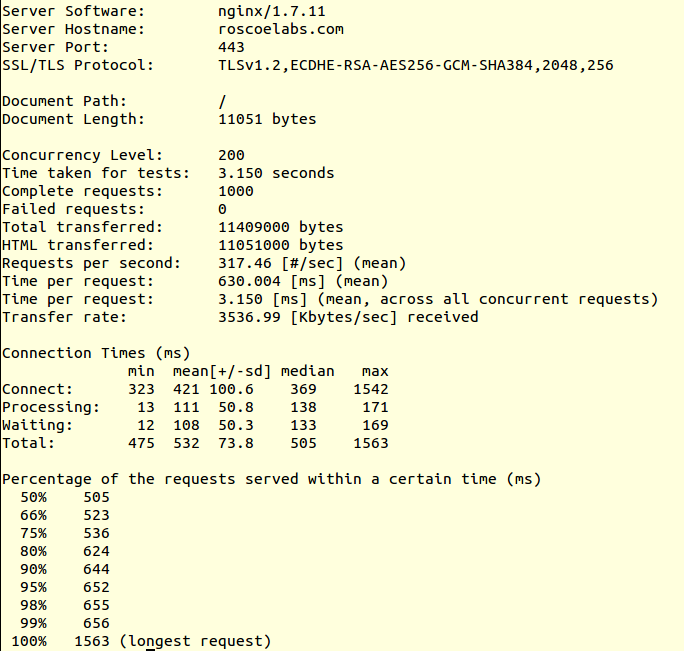 Server Software:        nginx/1.7.11
Server Hostname:        roscoelabs.com
Server Port:            443
SSL/TLS Protocol:       TLSv1.2,ECDHE-RSA-AES256-GCM-SHA384,2048,256

Document Path:          /
Document Length:        11051 bytes

Concurrency Level:      200
Time taken for tests:   3.150 seconds
Complete requests:      1000
Failed requests:        0
Total transferred:      11409000 bytes
HTML transferred:       11051000 bytes
Requests per second:    317.46 [#/sec] (mean)
Time per request:       630.004 [ms] (mean)
Time per request:       3.150 [ms] (mean, across all concurrent requests)
Transfer rate:          3536.99 [Kbytes/sec] received

Connection Times (ms)
              min  mean[+/-sd] median   max
Connect:      323  421 100.6    369    1542
Processing:    13  111  50.8    138     171
Waiting:       12  108  50.3    133     169
Total:        475  532  73.8    505    1563

Percentage of the requests served within a certain time (ms)
  50%    505
  66%    523
  75%    536
  80%    624
  90%    644
  95%    652
  98%    655
  99%    656
 100%   1563 (longest request)